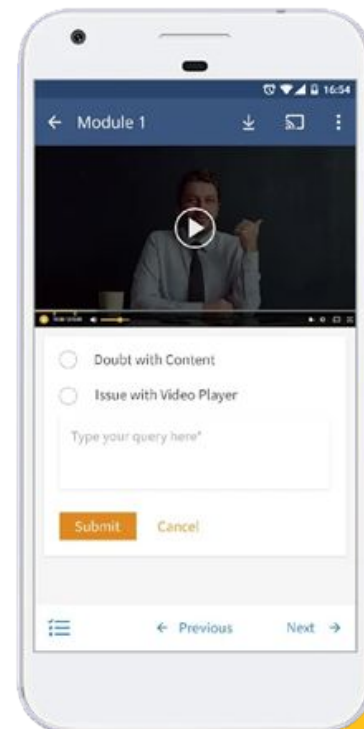 16:54
Module 1
Doubt with Content
Issue with Video Player
Type your query here*
Submit Cancel
Previous Next